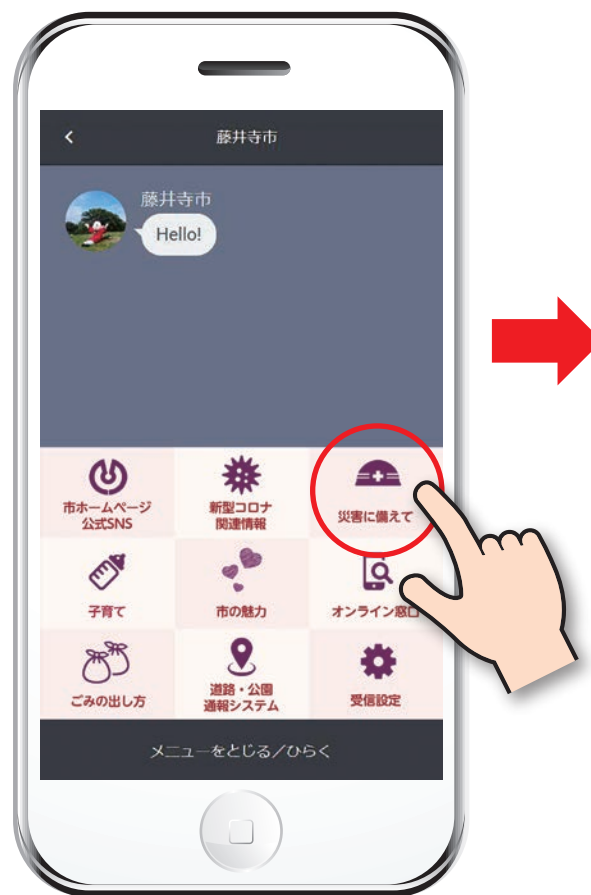 藤井寺市
藤井寺市
Hello!
市ホームページ
公式SNS
新型コロナ
関連情報
災害に備えて
子育て
市の魅力
オンライン窓口
ごみの出し方
道路・公園
通報システム
受信設定
メニューをとじる/ひらく